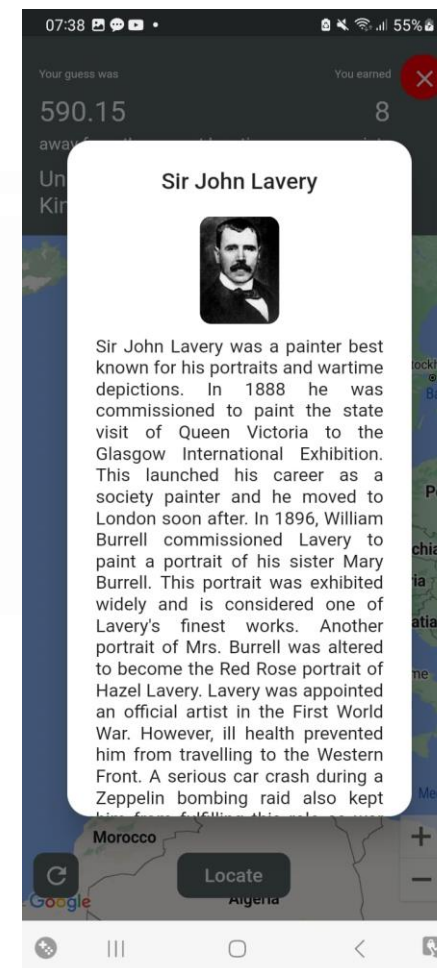 07:38
55%
Your guess was
You earned
590.15
8
Un
Kin
Sir John Lavery
Sir John Lavery was a painter best
known for his portraits and wartime
depictions. In 1888 he was
commissioned to paint the state
visit of Queen Victoria to the
Glasgow International Exhibition.
This launched his career as a
society painter and he moved to
London soon after. In 1896, William
Burrell commissioned Lavery to
paint a portrait of his sister Mary
Burrell. This portrait was exhibited
widely and is considered one of
Lavery's finest works. Another
portrait of Mrs. Burrell was altered
to become the Red Rose portrait of
Hazel Lavery. Lavery was appointed
an official artist in the First World
War. However, ill health prevented
him from travelling to the Western
Front. A serious car crash during a
Zeppelin bombing raid also kept
Morocco
Locate
Google
Algeria